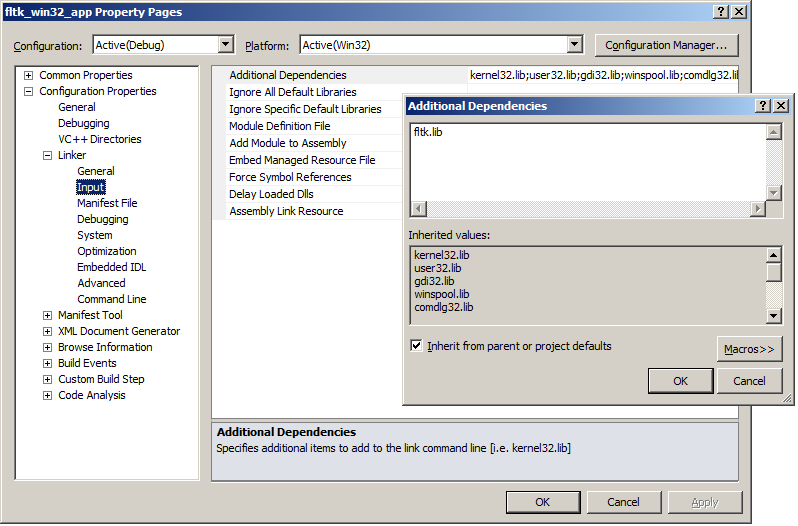 fltk_win32_app Property Pages
Configuration: Active(Debug) Platform: Active(Win32) Configuration Manager...
Common Properties
Configuration Properties
General
Debugging
VC++ Directories
Linker
General
Input
Manifest File
Debugging
System
Optimization
Embedded IDL
Advanced
Command Line
Manifest Tool
XML Document Generator
Browse Information
Build Events
Custom Build Step
Code Analysis
Additional Dependencies kernel32.lib;user32.lib;gdi32.lib;winspool.lib;comdlg32.li
Ignore All Default Libraries
Ignore Specific Default Libraries
Module Definition File
Add Module to Assembly
Embed Managed Resource File
Force Symbol References
Delay Loaded Dlls
Assembly Link Resource
Additional Dependencies
fltk.lib
Inherited values:
kernel32.lib
user32.lib
gdi32.lib
winspool.lib
comdlg32.lib
Inherit from parent or project defaults
Macros>>
OK Cancel
Additional Dependencies
Specifies additional items to add to the link command line [i.e. kernel32.lib]
OK Cancel Apply